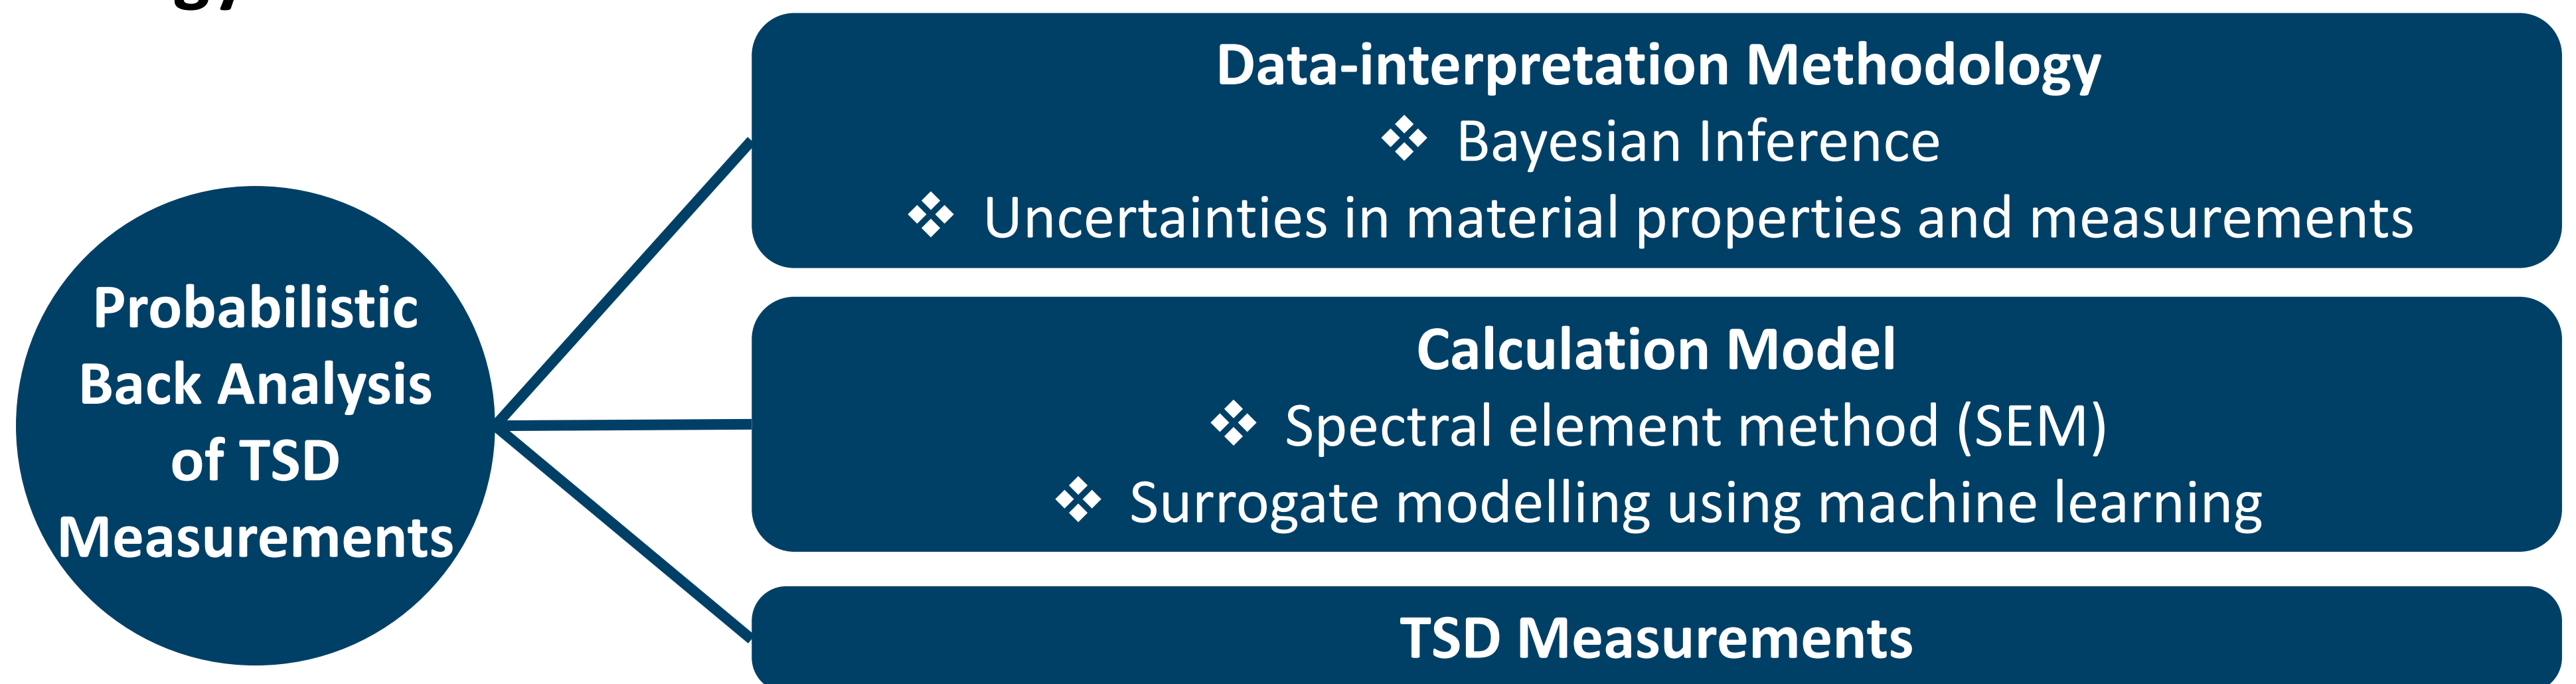 gy
Probabilistic
Back Analysis
of TSD
Measurements
Data-interpretation Methodology
❖ Bayesian Inference
❖ Uncertainties in material properties and measurements
Calculation Model
❖ Spectral element method (SEM)
❖ Surrogate modelling using machine learning
TSD Measurements